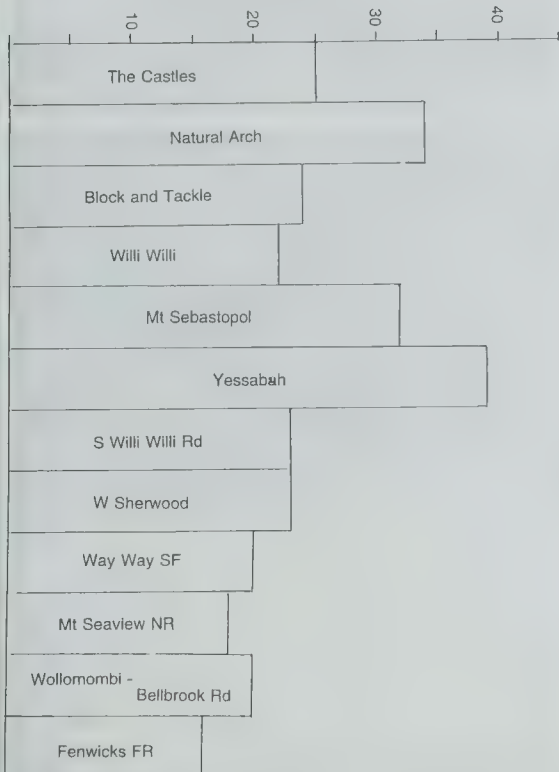 10 20 30 40
The Castles
Natural Arch
Block and Tackle
Willi Willi
Mt Sebastopol
Yessabah
S Willi Willi Rd
W Sherwood
Way Way SF
Mt Seaview NR
Wollomombi -
Bellbrook Rd
Fenwicks FR